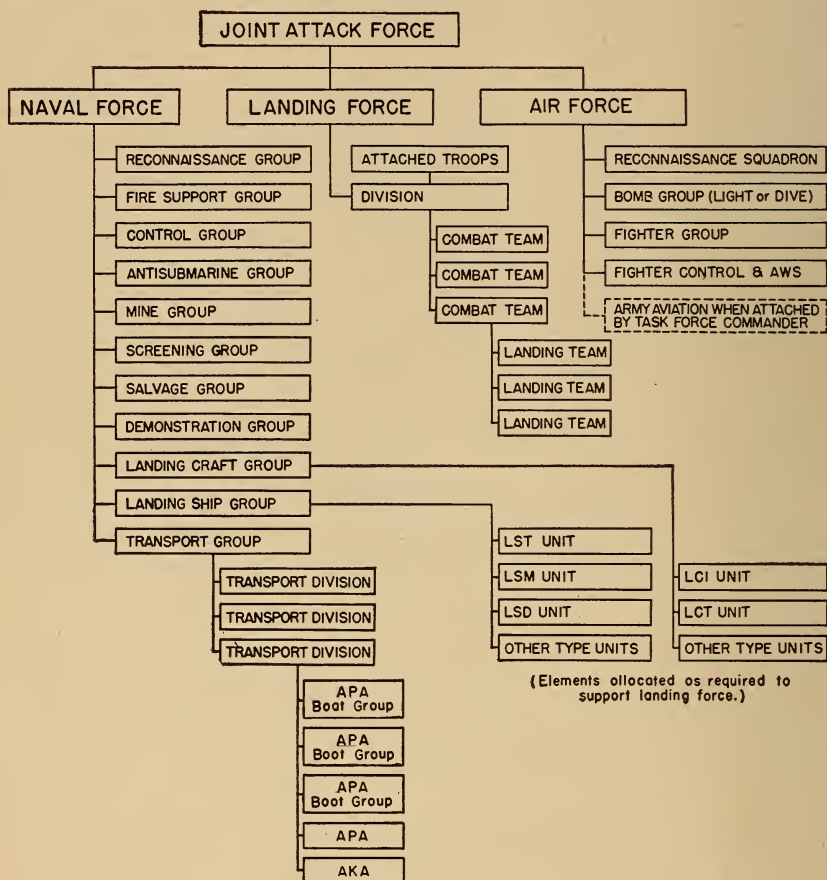 JOINT ATTACK FORCE
NAVAL FORCE
LANDING FORCE
AIR FORCE
RECONNAISSANCE GROUP
FIRE SUPPORT GROUP
CONTROL GROUP
ANTISUBMARINE GROUP
MINE GROUP
SCREENING GROUP
SALVAGE GROUP
DEMONSTRATION GROUP
LANDING CRAFT GROUP
LANDING SHIP GROUP
TRANSPORT GROUP
TRANSPORT DIVISION
TRANSPORT DIVISION
TRANSPORT DIVISION
APA
Boat Group
APA
Boot Group
APA
Boot Group
APA
AKA
ATTACHED TROOPS
DIVISION
COMBAT TEAM
COMBAT TEAM
COMBAT TEAM
LANDING TEAM
LANDING TEAM
LANDING TEAM
RECONNAISSANCE SQUADRON
BOMB GROUP (LIGHT or DIVE)
FIGHTER GROUP
FIGHTER CONTROL & AWS
ARMY AVIATION WHEN ATTACHED
BY TASK FORCE COMMANDER
LST UNIT
LSM UNIT
LSD UNIT
OTHER TYPE UNITS
LCI UNIT
LCT UNIT
OTHER TYPE UNITS
(Elements ollocated os required to
support landing force.)